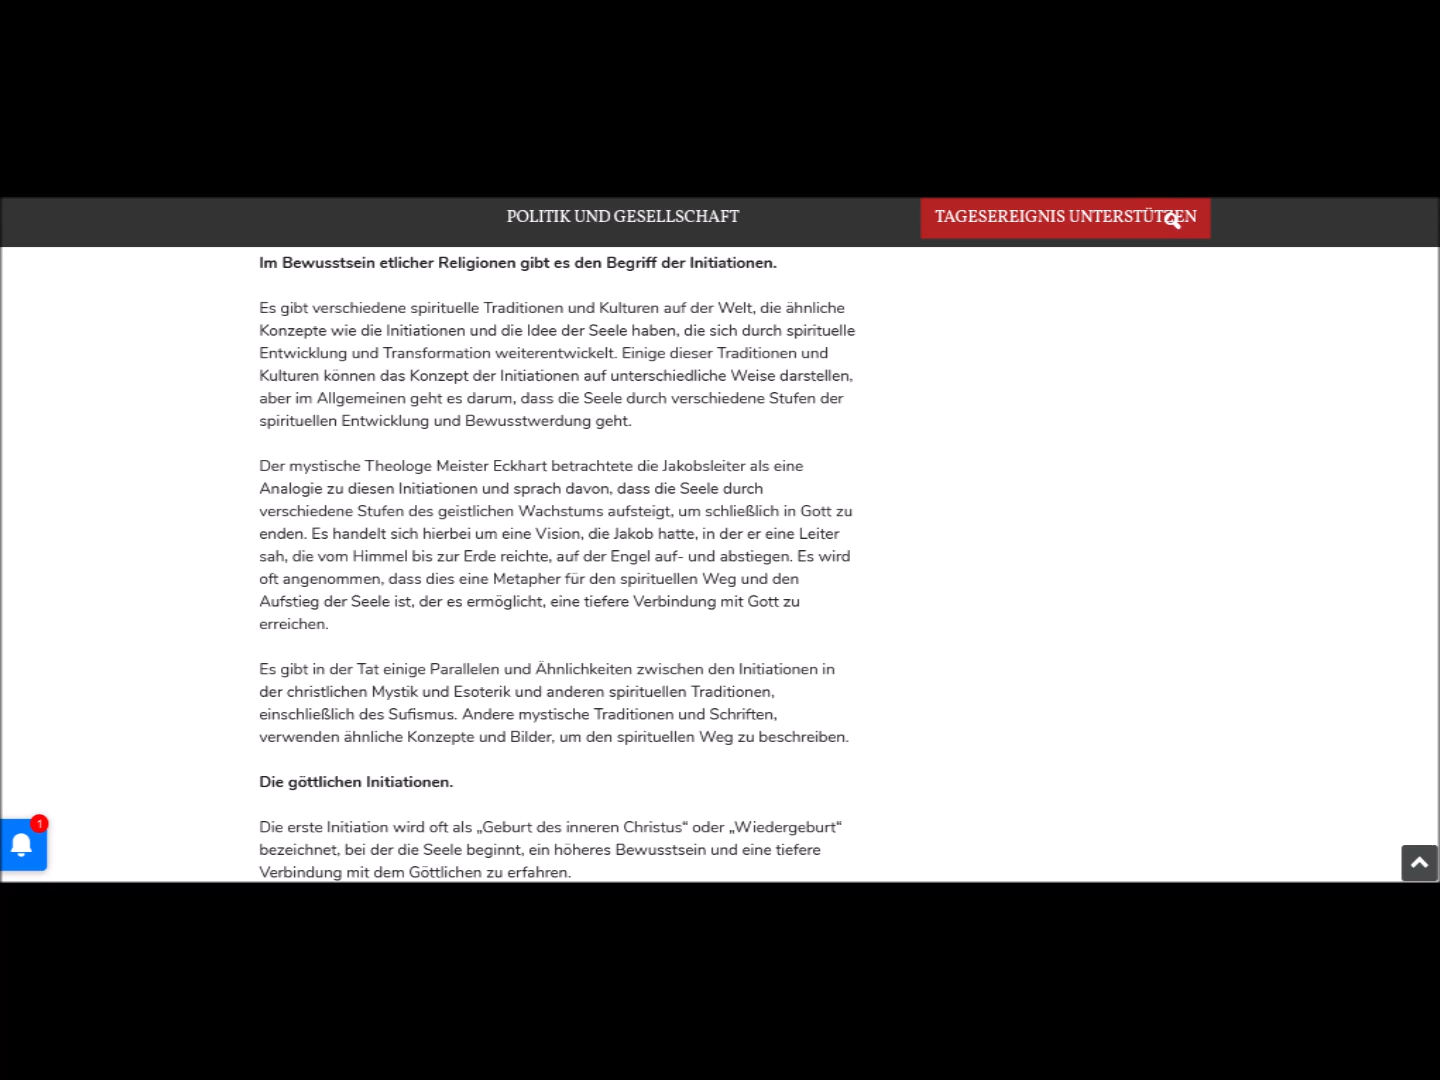 POLITIK UND GESELLSCHAFT
TAGESEREIGNIS UNTERSTÜTZEN
Im Bewusstsein etlicher Religionen gibt es den Begriff der Initiationen.
Es gibt verschiedene spirituelle Traditionen und Kulturen auf der Welt, die ähnliche
Konzepte wie die Initiationen und die Idee der Seele haben, die sich durch spirituelle
Entwicklung und Transformation weiterentwickelt. Einige dieser Traditionen und
Kulturen können das Konzept der Initiationen auf unterschiedliche Weise darstellen,
aber im Allgemeinen geht es darum, dass die Seele durch verschiedene Stufen der
spirituellen Entwicklung und Bewusstwerdung geht.
Der mystische Theologe Meister Eckhart betrachtete die Jakobsleiter als eine
Analogie zu diesen Initiationen und sprach davon, dass die Seele durch
verschiedene Stufen des geistlichen Wachstums aufsteigt, um schließlich in Gott zu
enden. Es handelt sich hierbei um eine Vision, die Jakob hatte, in der er eine Leiter
sah, die vom Himmel bis zur Erde reichte, auf der Engel auf- und abstiegen. Es wird
oft angenommen, dass dies eine Metapher für den spirituellen Weg und den
Aufstieg der Seele ist, der es ermöglicht, eine tiefere Verbindung mit Gott zu
erreichen.
Es gibt in der Tat einige Parallelen und Ähnlichkeiten zwischen den Initiationen in
der christlichen Mystik und Esoterik und anderen spirituellen Traditionen,
einschließlich des Sufismus. Andere mystische Traditionen und Schriften,
verwenden ähnliche Konzepte und Bilder, um den spirituellen Weg zu beschreiben.
Die göttlichen Initiationen.
Die erste Initiation wird oft als „Geburt des inneren Christus“ oder „Wiedergeburt“
bezeichnet, bei der die Seele beginnt, ein höheres Bewusstsein und eine tiefere
Verbindung mit dem Göttlichen zu erfahren.
1